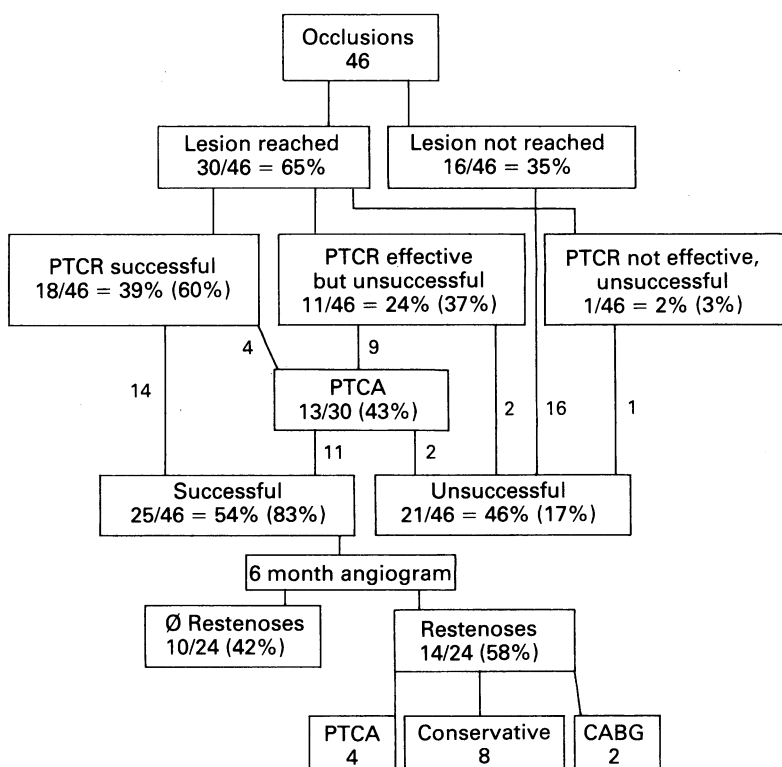 Occlusions
46
Lesion reached
30/46 = 65%
Lesion not reached
16/46 = 35%
PTCR successful
18/46 = 39% (60%)
PTCR effective
but unsuccessful
11/46 = 24% (37%)
PTCR not effective,
unsuccessful
1/46 = 2% (3%)
4
9
14
PTCA
13/30 (43%)
2
16
1
11
2
Successful
25/46 = 54% (83%)
Unsuccessful
21/46 = 46% (17%)
6 month angiogram
Ø Restenoses
10/24 (42%)
Restenoses
14/24 (58%)
PTCA
4
Conservative
8
CABG
2